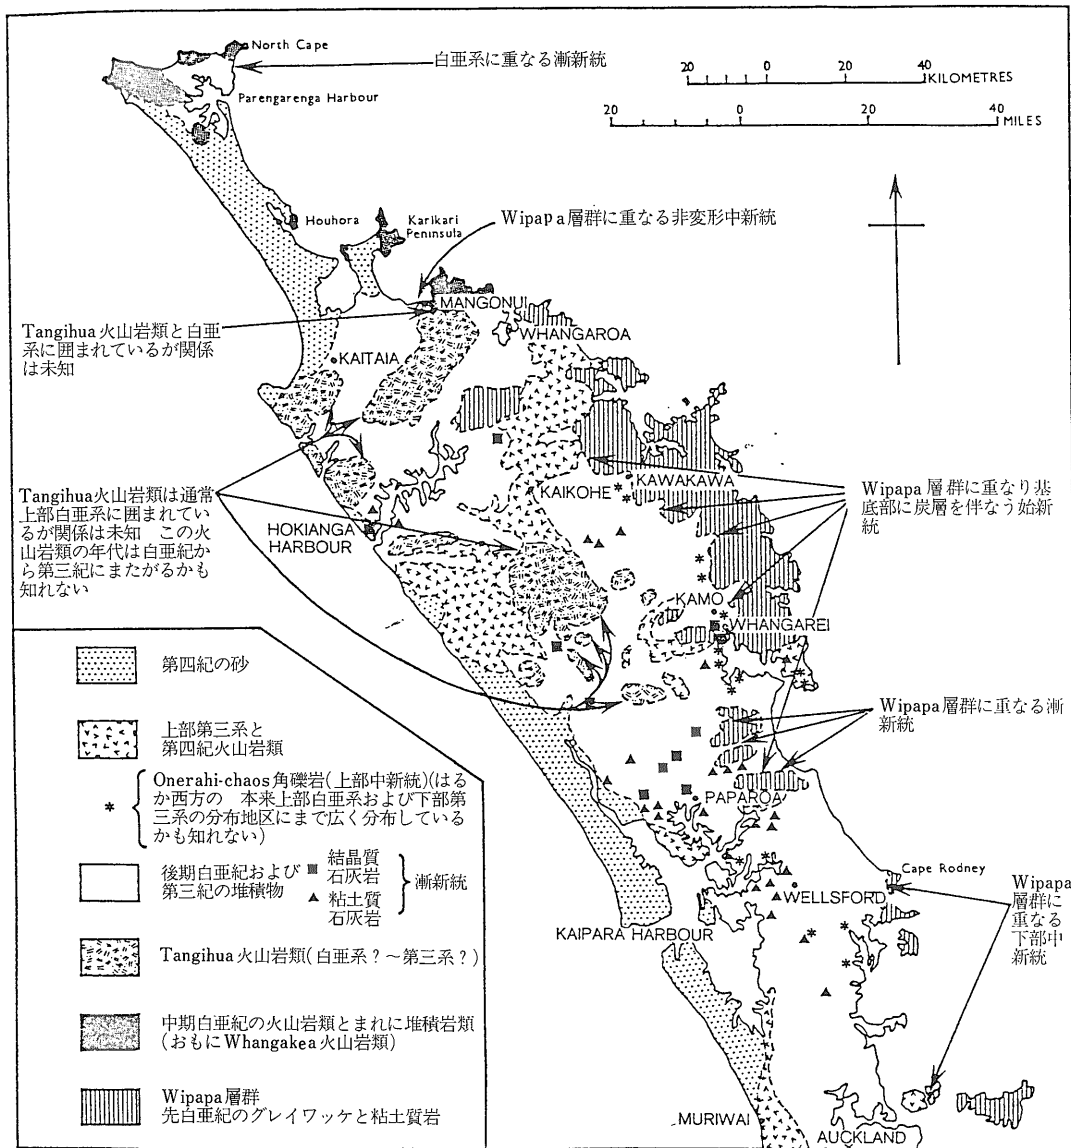 North Cape
白亜系に重なる漸新統
20 0 20 40 KILOMETRES
Parengarenga Harbour
20 0 20 40 MILES
Houhora
Karikari
Peninsula
Wipapa層群に重なる非変形中新統
MANGONUI
WHANGAROA
Tangihua火山岩類と白亜
系に囲まれているが関係
は未知
KAITAIA
Tangihua火山岩類は通常
上部白亜系に囲まれてい
るが関係は未知 この火
山岩類の年代は白亜紀か
ら第三紀にまたがるかも
知れない
KAIKOHE
KAWAKAWA
Wipapa層群に重なり基
底部に炭層を伴なう始新
統
HOKIANGA
HARBOUR
KAMO
WHANGAREI
Wipapa層群に重なる漸
新統
PAPAROA
Cape Rodney
WELLSFORD
Wipapa
層群に
重なる
下部中
新統
KAIPARA HARBOUR
MURIWAI
AUCKLAND
第四紀の砂
上部第三系と
第四紀火山岩類
* Onerahi-chaos角礫岩(上部中新統)(はる
か西方の 本来上部白亜系および下部第
三系の分布地区にまで広く分布している
かも知れない)
後期白亜紀および
第三紀の堆積物
結晶質
石灰岩
粘土質
石灰岩
漸新統
Tangihua火山岩類(白亜系?~第三系?)
中期白亜紀の火山岩類とまれに堆積岩類
(おもにWhangakea火山岩類)
Wipapa層群
先白亜紀のグレイワッケと粘土質岩